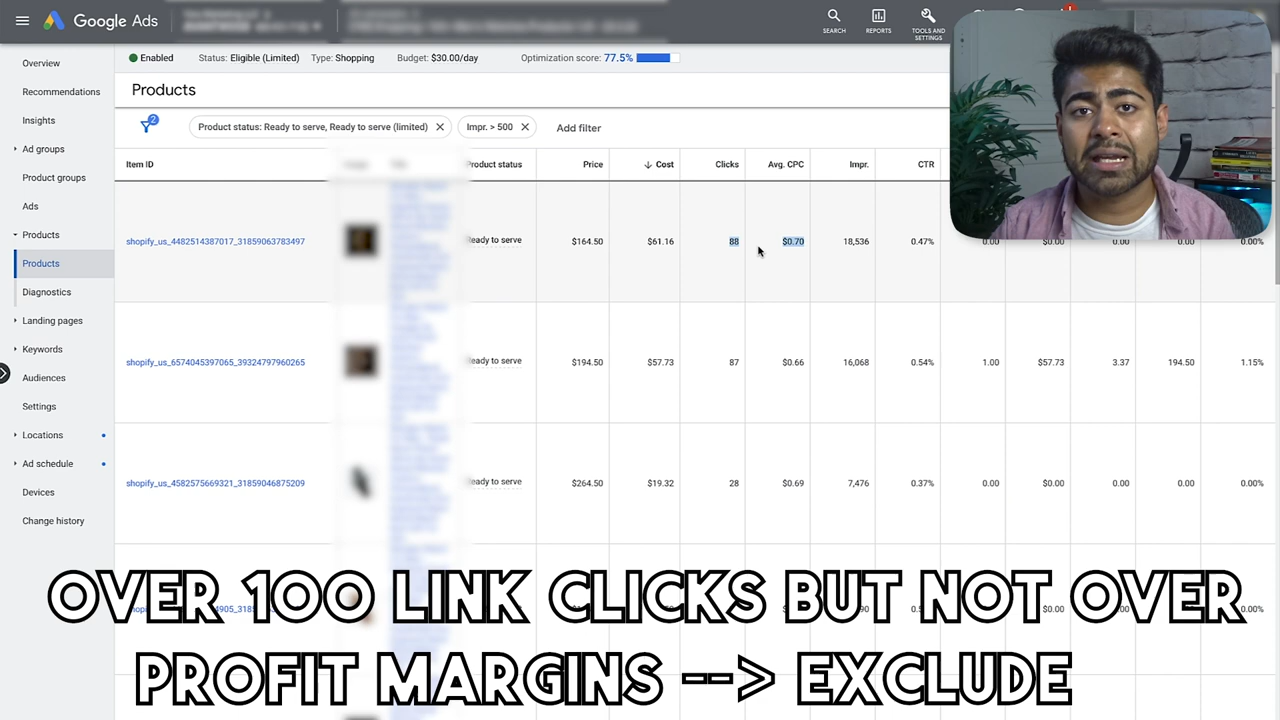 Google Ads
SEARCH
REPORTS
TOOLS AND
SETTINGS
Enabled
Status: Eligible (Limited) Type: Shopping Budget: $30.00/day Optimization score: 77.5%
Overview
Recommendations
Insights
Ad groups
Product groups
Ads
Products
Products
Diagnostics
Landing pages
Keywords
Audiences
Settings
Locations
Ad schedule
Devices
Change history
Products
2
Product status: Ready to serve, Ready to serve (limited) Impr. > 500 Add filter
Item ID Product status Price Cost Clicks Avg. CPC Impr. CTR
shopify_us_4482514387017_31859063783497 Ready to serve $164.50 $61.16 88 $0.70 18,536 0.47% 0.00 $0.00 0.00 0.00 0.00%
shopify_us_6574045397065_39324797960265 Ready to serve $194.50 $57.73 87 $0.66 16,068 0.54% 1.00 $57.73 3.37 194.50 1.15%
shopify_us_4582575669321_31859046875209 Ready to serve $264.50 $19.32 28 $0.69 7,476 0.37% 0.00 $0.00 0.00 0.00 0.00%
OVER 100 LINK CLICKS BUT NOT OVER
PROFIT MARGINS --> EXCLUDE